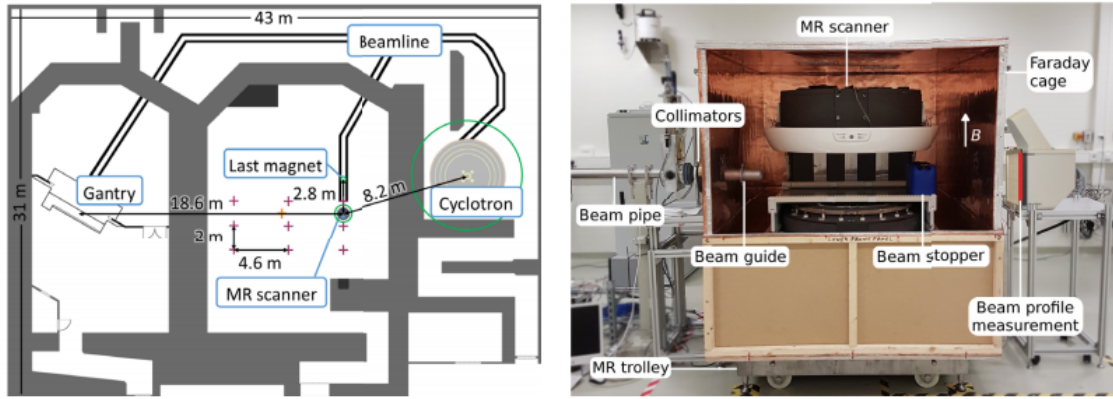 43 m
Beamline
Last magnet
Gantry
18.6 m
2.8 m
8.2 m
Cyclotron
31 m
2 m
4.6 m
MR scanner
MR scanner
Faraday
cage
Collimators
B
Beam pipe
Beam guide
Beam stopper
Beam profile
measurement
MR trolley